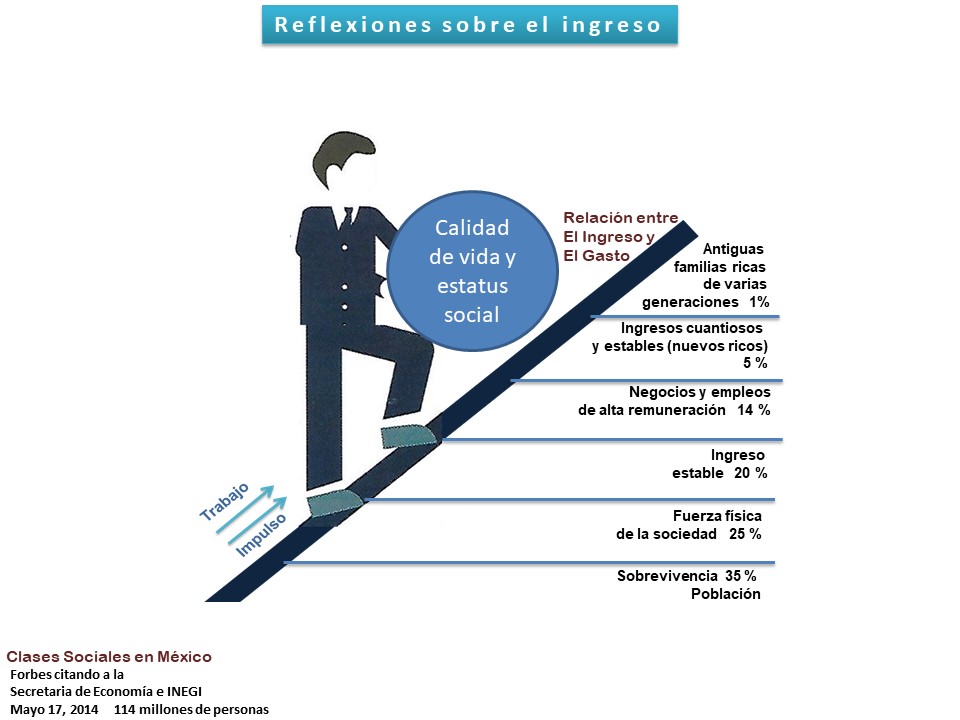 Reflexiones sobre el ingreso
Calidad
de vida y
estatus
social
Relación entre
El Ingreso y
El Gasto
Antiguas
familias ricas
de varias
generaciones 1%
Ingresos cuantiosos
y estables (nuevos ricos)
5 %
Negocios y empleos
de alta remuneración 14 %
Ingreso
estable 20 %
Fuerza física
de la sociedad 25 %
Sobrevivencia 35 %
Población
Trabajo
Impulso
Clases Sociales en México
Forbes citando a la
Secretaria de Economía e INEGI
Mayo 17, 2014 114 millones de personas